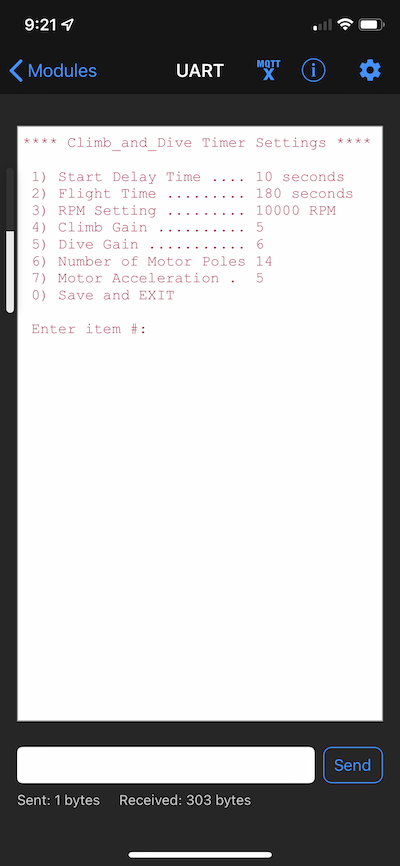 9:21
Modules
UART
MQTT
X
**** Climb_and_Dive Timer Settings ****
1) Start Delay Time .... 10 seconds
2) Flight Time ......... 180 seconds
3) RPM Setting ......... 10000 RPM
4) Climb Gain .......... 5
5) Dive Gain ........... 6
6) Number of Motor Poles 14
7) Motor Acceleration .  5
0) Save and EXIT
Enter item #:
Send
Sent: 1 bytes
Received: 303 bytes